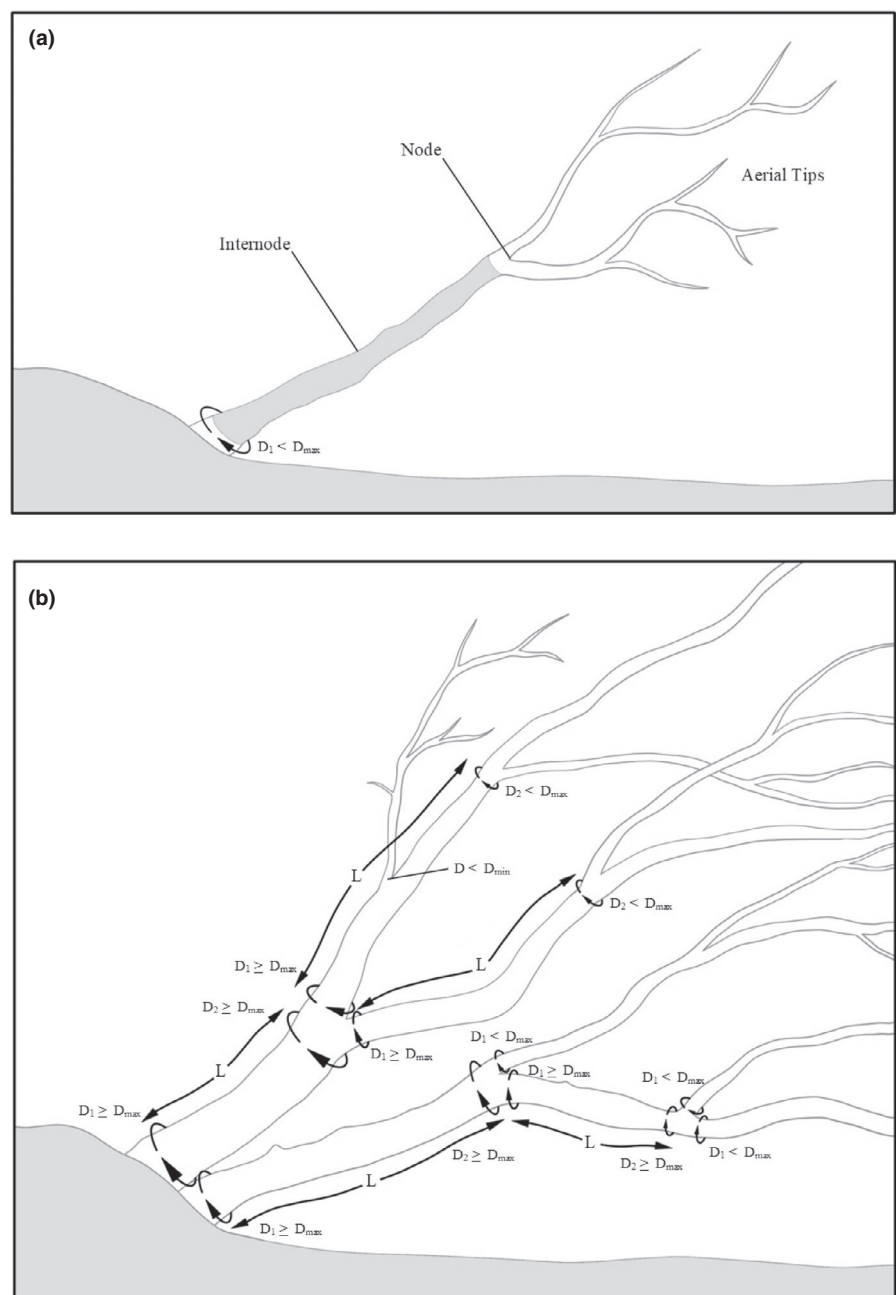 (a)
Node
Aerial Tips
Internode
D₁ < Dmax
(b)
D₂ < Dmax
L
D < Dmin
D₂ < Dmax
L
D₁ ≥ Dmax
D₂ ≥ Dmax
D₁ < Dmax
D₁ ≥ Dmax
L
D₁ ≥ Dmax
D₁ < Dmax
D₁ ≥ Dmax
L
D₂ ≥ Dmax
D₂ ≥ Dmax
D₁ < Dmax
L
D₁ ≥ Dmax